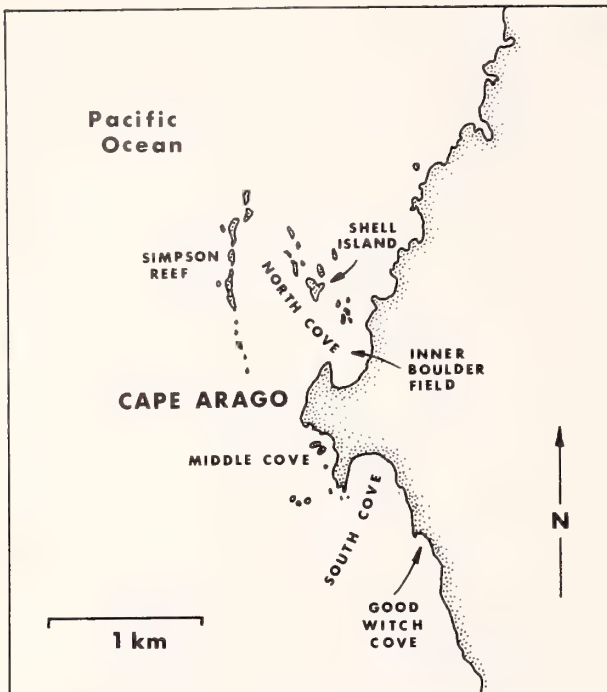 Pacific
Ocean
SHELL
ISLAND
SIMPSON
REEF
NORTH COVE
INNER
BOULDER
FIELD
CAPE ARAGO
MIDDLE COVE
SOUTH COVE
N
GOOD
WITCH
COVE
1 km